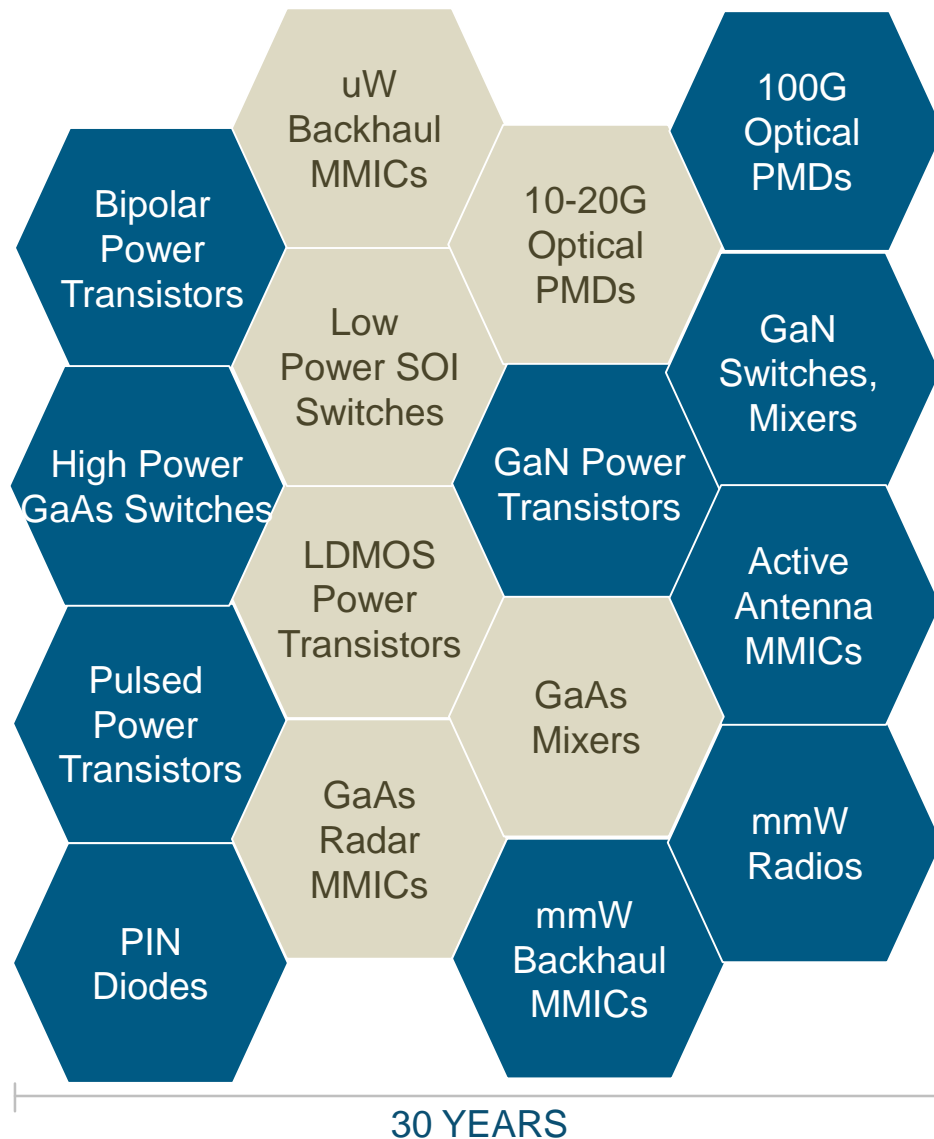 uW
Backhaul
MMICs
100G
Optical
PMDs
Bipolar
Power
Transistors
10-20G
Optical
PMDs
Low
Power SOI
Switches
GaN
Switches,
Mixers
High Power
GaAs Switches
GaN Power
Transistors
LDMOS
Power
Transistors
Active
Antenna
MMICs
Pulsed
Power
Transistors
GaAs
Mixers
GaAs
Radar
MMICs
mmW
Radios
PIN
Diodes
mmW
Backhaul
MMICs
30 YEARS